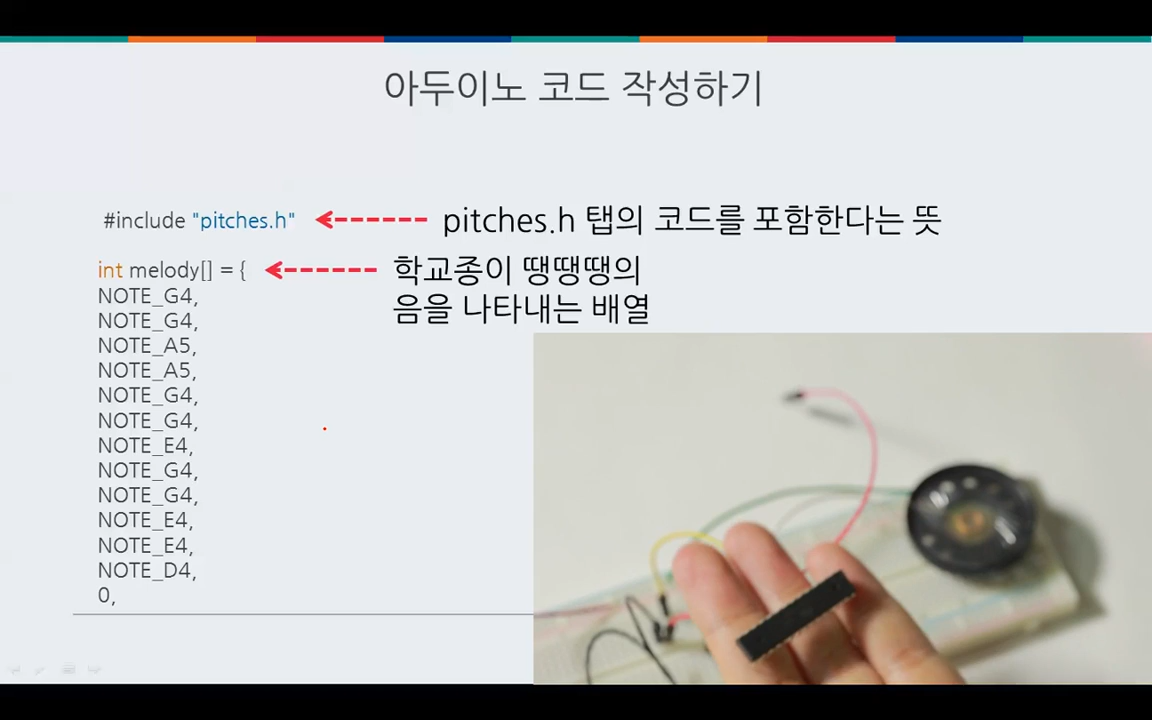 아두이노 코드 작성하기
#include "pitches.h"
pitches.h 탭의 코드를 포함한다는 뜻
int melody[] = {
학교종이 땡땡땡의
음을 나타내는 배열
NOTE_G4,
NOTE_G4,
NOTE_A5,
NOTE_A5,
NOTE_G4,
NOTE_G4,
NOTE_E4,
NOTE_G4,
NOTE_G4,
NOTE_E4,
NOTE_E4,
NOTE_D4,
0,